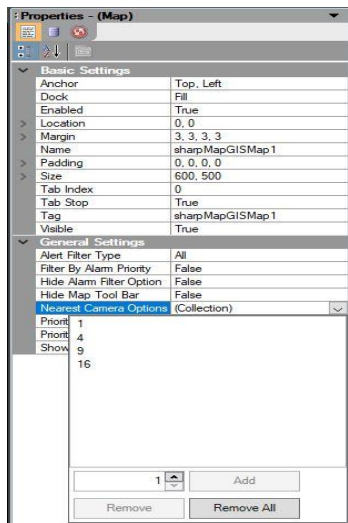 Properties - (Map)
Basic Settings
Anchor Top, Left
Dock Fill
Enabled True
Location 0, 0
Margin 3, 3, 3, 3
Name sharpMapGISMap1
Padding 0, 0, 0, 0
Size 600, 500
Tab Index 0
Tab Stop True
Tag sharpMapGISMap1
Visible True
General Settings
Alert Filter Type All
Filter By Alarm Priority False
Hide Alarm Filter Option False
Hide Map Tool Bar False
Nearest Camera Options (Collection)
Priorit
Priorit
Show
1
4
9
16
1 Add
Remove Remove All